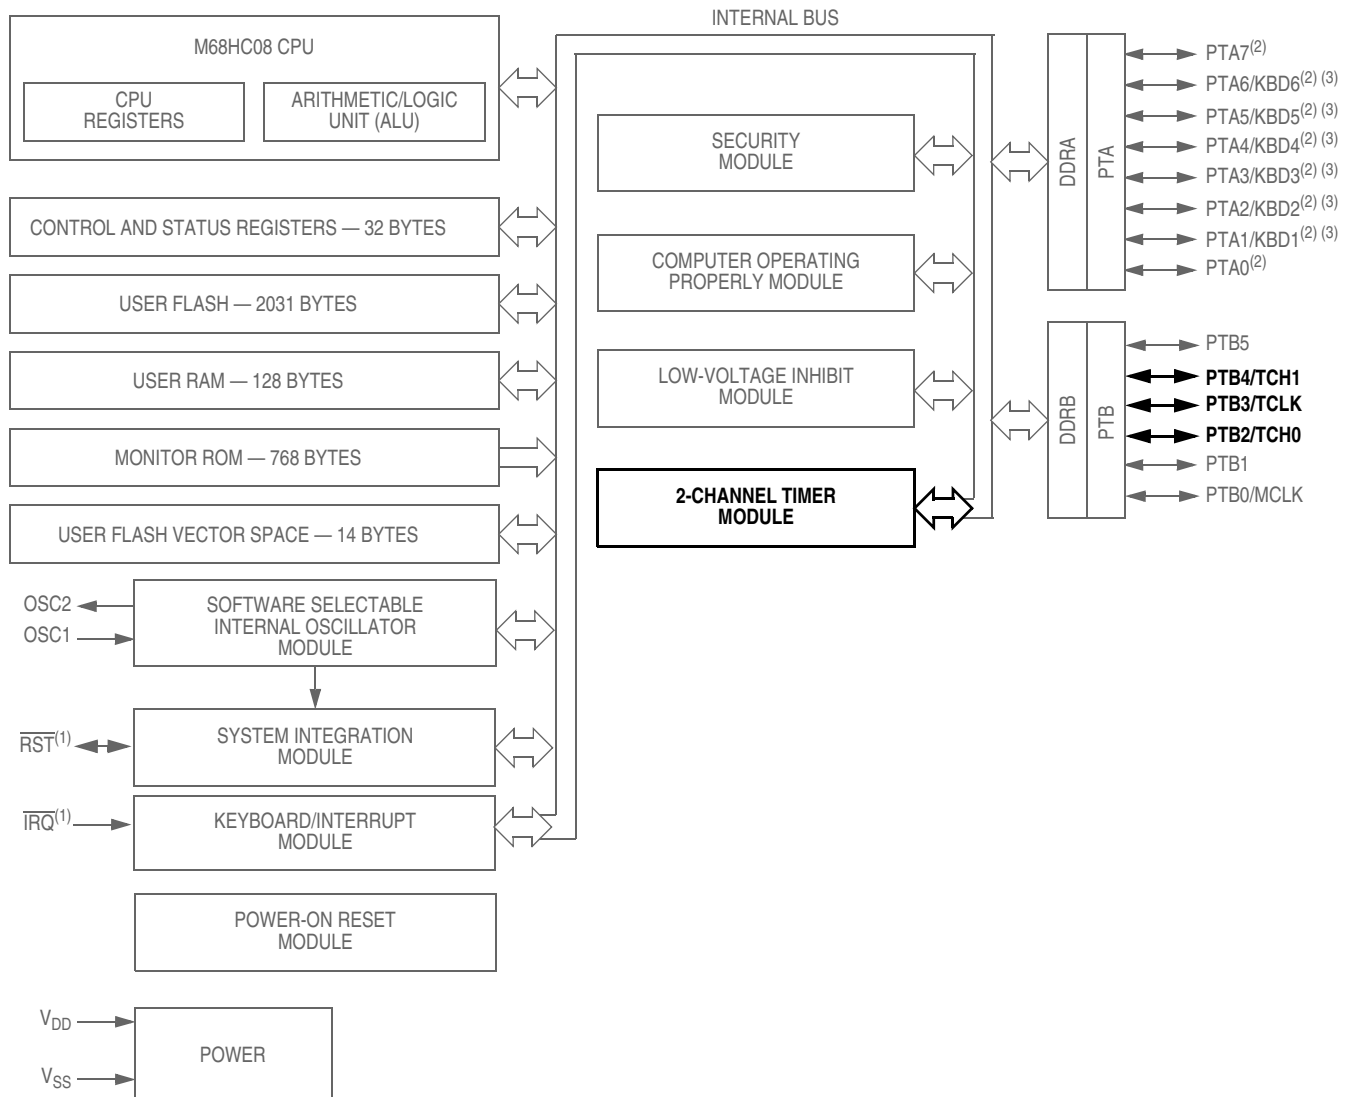 INTERNAL BUS
M68HC08 CPU
CPU
REGISTERS
ARITHMETIC/LOGIC
UNIT (ALU)
CONTROL AND STATUS REGISTERS — 32 BYTES
USER FLASH — 2031 BYTES
USER RAM — 128 BYTES
MONITOR ROM — 768 BYTES
USER FLASH VECTOR SPACE — 14 BYTES
OSC2
OSC1
SOFTWARE SELECTABLE
INTERNAL OSCILLATOR
MODULE
RST(1)
SYSTEM INTEGRATION
MODULE
IRQ(1)
KEYBOARD/INTERRUPT
MODULE
POWER-ON RESET
MODULE
VDD
VSS
POWER
SECURITY
MODULE
COMPUTER OPERATING
PROPERLY MODULE
LOW-VOLTAGE INHIBIT
MODULE
2-CHANNEL TIMER
MODULE
DDRA
PTA
PTA7(2)
PTA6/KBD6(2) (3)
PTA5/KBD5(2) (3)
PTA4/KBD4(2) (3)
PTA3/KBD3(2) (3)
PTA2/KBD2(2) (3)
PTA1/KBD1(2) (3)
PTA0(2)
DDRB
PTB
PTB5
PTB4/TCH1
PTB3/TCLK
PTB2/TCH0
PTB1
PTB0/MCLK